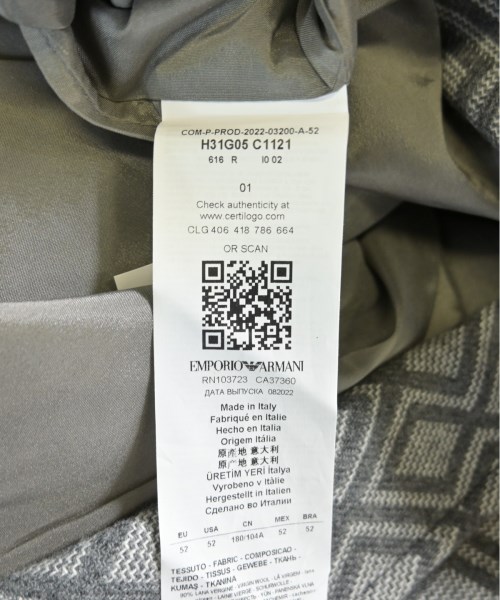 COM-P-PROD-2022-03200-A-52
H31G05 C1121
616 R I0 02
01
Check authenticity at
www.certilogo.com
CLG 406 418 786 664
OR SCAN
EMPORIO ARMANI
RN103723 CA37360
ДАТА ВЫПУСКА 082022
Made in Italy
Fabriqué en Italie
Hecho en Italia
Origem Itália
原產地 意大利
原产地 意大利
ÜRETİM YERİ İtalya
Vyrobeno v Itálie
Hergestellt in Italien
Сделано во Италии
EU USA CN MEX BRA
52 52 180/104A 52 52
TESSUTO - FABRIC - COMPOSICAO -
TEJIDO - TISSUS - GEWEBE - ТКАНЬ -
KUMAŞ - TKANINA